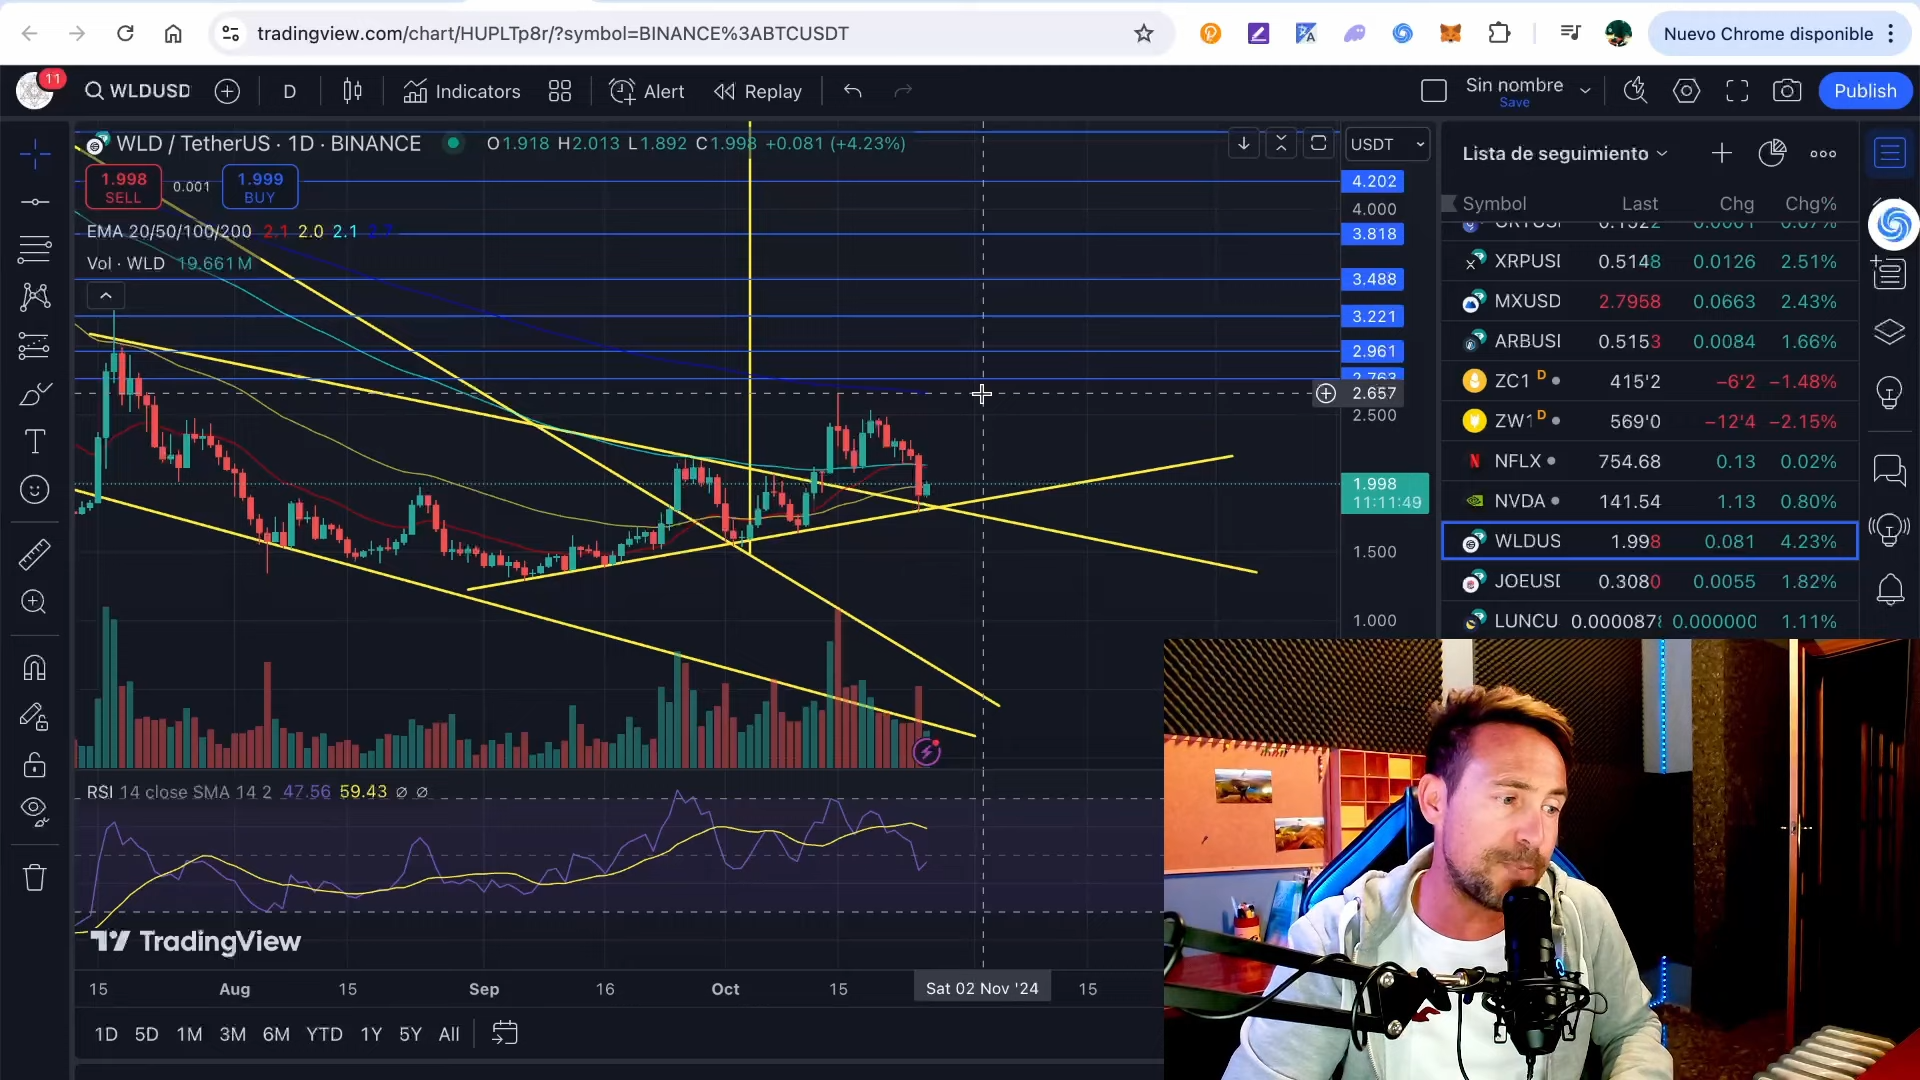 tradingview.com/chart/HUPLTp8r/?symbol=BINANCE%3ABTCUSDT
Nuevo Chrome disponible
11
WLDUSD
D
Indicators
Alert
Replay
Sin nombre
Save
Publish
WLD / TetherUS · 1D · BINANCE
O1.918 H2.013 L1.892 C1.998 +0.081 (+4.23%)
1.998
SELL
0.001
1.999
BUY
EMA 20/50/100/200 2.1 2.0 2.1
Vol · WLD 19.661 M
USDT
4.202
4.000
3.818
3.488
3.221
2.961
2.763
2.657
2.500
1.998
11:11:49
1.500
1.000
RSI 14 close SMA 14 2 47.56 59.43 ∅ ∅
TradingView
15 Aug 15 Sep 16 Oct 15 Sat 02 Nov '24 15
1D 5D 1M 3M 6M YTD 1Y 5Y All
Lista de seguimiento
Symbol Last Chg Chg%
XRPUSI 0.5148 0.0126 2.51%
MXUSD 2.7958 0.0663 2.43%
ARBUSI 0.5153 0.0084 1.66%
ZC1 D 415'2 −6'2 −1.48%
ZW1 D 569'0 −12'4 −2.15%
NFLX 754.68 0.13 0.02%
NVDA 141.54 1.13 0.80%
WLDUS 1.998 0.081 4.23%
JOEUSI 0.3080 0.0055 1.82%
LUNCU 0.000087 0.000000 1.11%